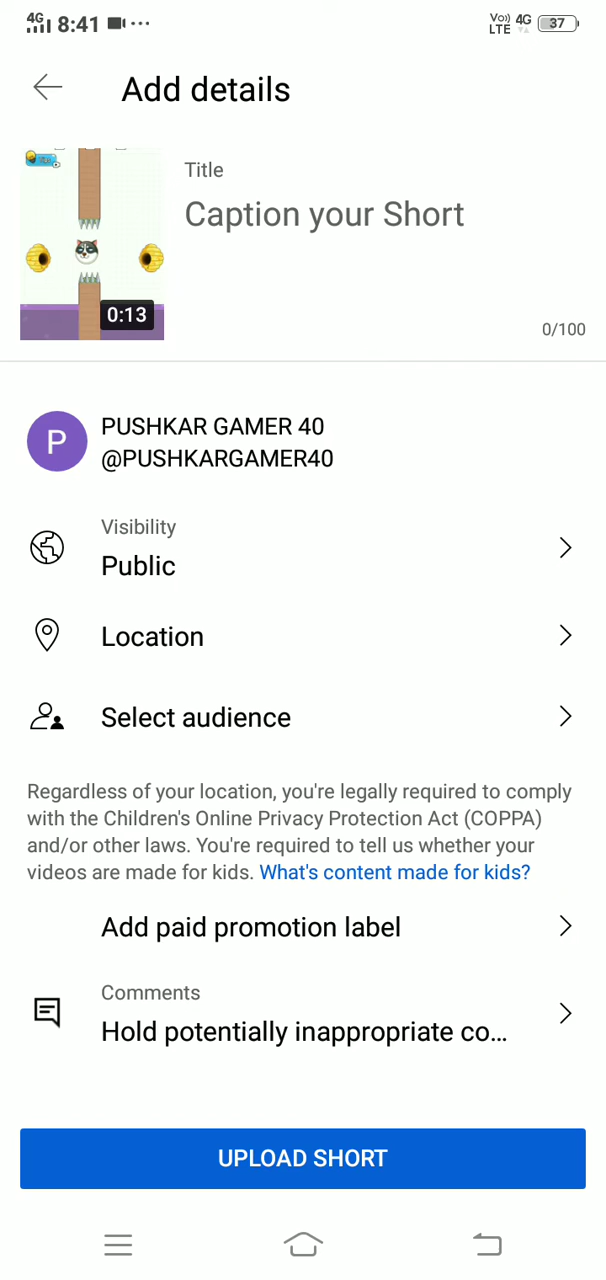 4G 8:41 ... Vo)) LTE 4G 37
Add details
Title
Caption your Short
0:13
0/100
P
PUSHKAR GAMER 40
@PUSHKARGAMER40
Visibility
Public
Location
Select audience
Regardless of your location, you're legally required to comply
with the Children's Online Privacy Protection Act (COPPA)
and/or other laws. You're required to tell us whether your
videos are made for kids. What's content made for kids?
Add paid promotion label
Comments
Hold potentially inappropriate co...
UPLOAD SHORT